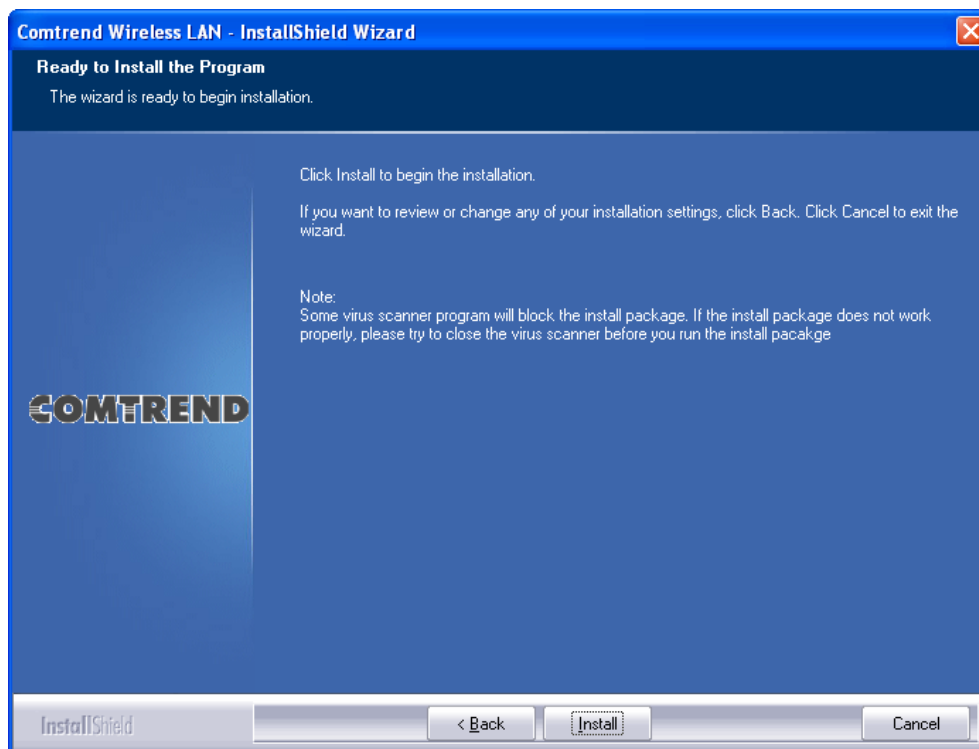 Comtrend Wireless LAN - InstallShield Wizard
Ready to Install the Program
The wizard is ready to begin installation.
Click Install to begin the installation.
If you want to review or change any of your installation settings, click Back. Click Cancel to exit the
wizard.
Note:
Some virus scanner program will block the install package. If the install package does not work
properly, please try to close the virus scanner before you run the install pacakge
COMTREND
InstallShield
< Back
Install
Cancel